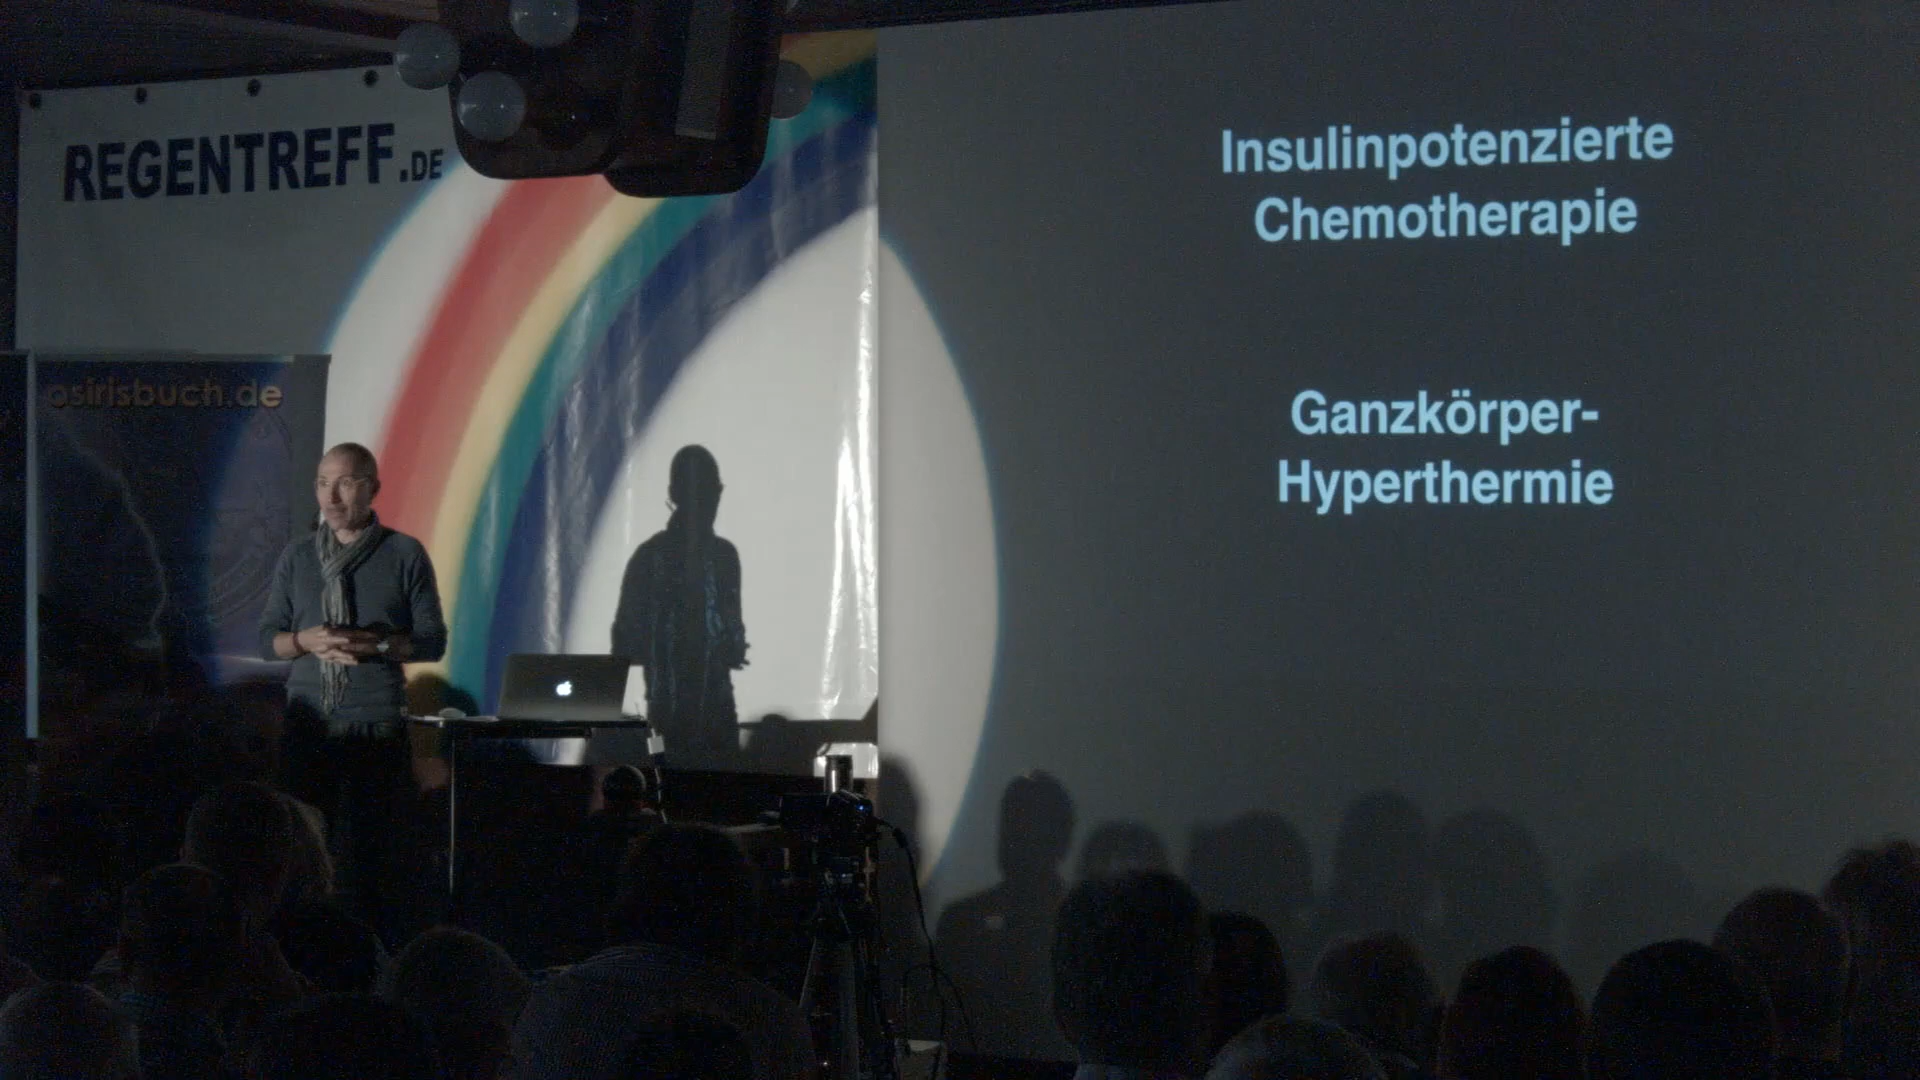 REGENTREFF.DE
osirisbuch.de
Insulinpotenzierte
Chemotherapie
Ganzkörper-
Hyperthermie